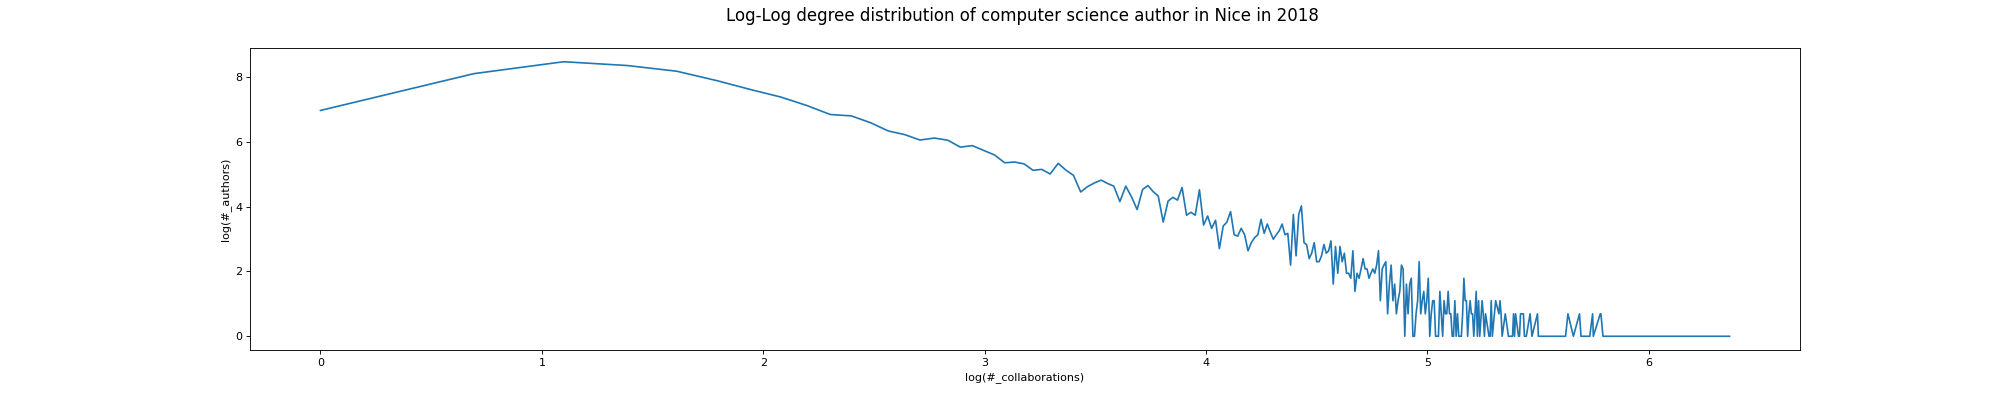 Log-Log degree distribution of computer science author in Nice in 2018
8
6
4
2
0
log(#_authors)
0 1 2 3 4 5 6
log(#_collaborations)